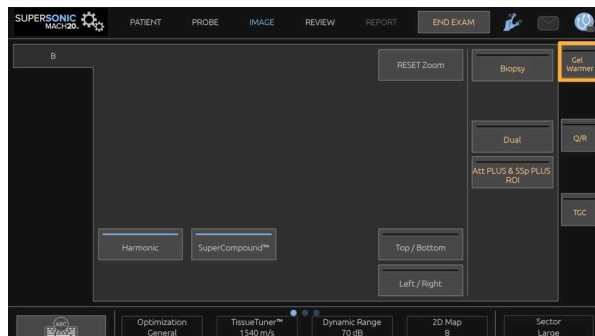 SUPERSONIC
MACH20.
PATIENT
PROBE
IMAGE
REVIEW
REPORT
END EXAM
B
RESET Zoom
Biopsy
Gel
Warmer
Dual
Q/R
Att PLUS & SSp PLUS
ROI
TGC
Harmonic
SuperCompound™
Top / Bottom
Left / Right
ABC
Optimization
General
TissueTuner™
1540 m/s
Dynamic Range
70 dB
2D Map
8
Sector
Large